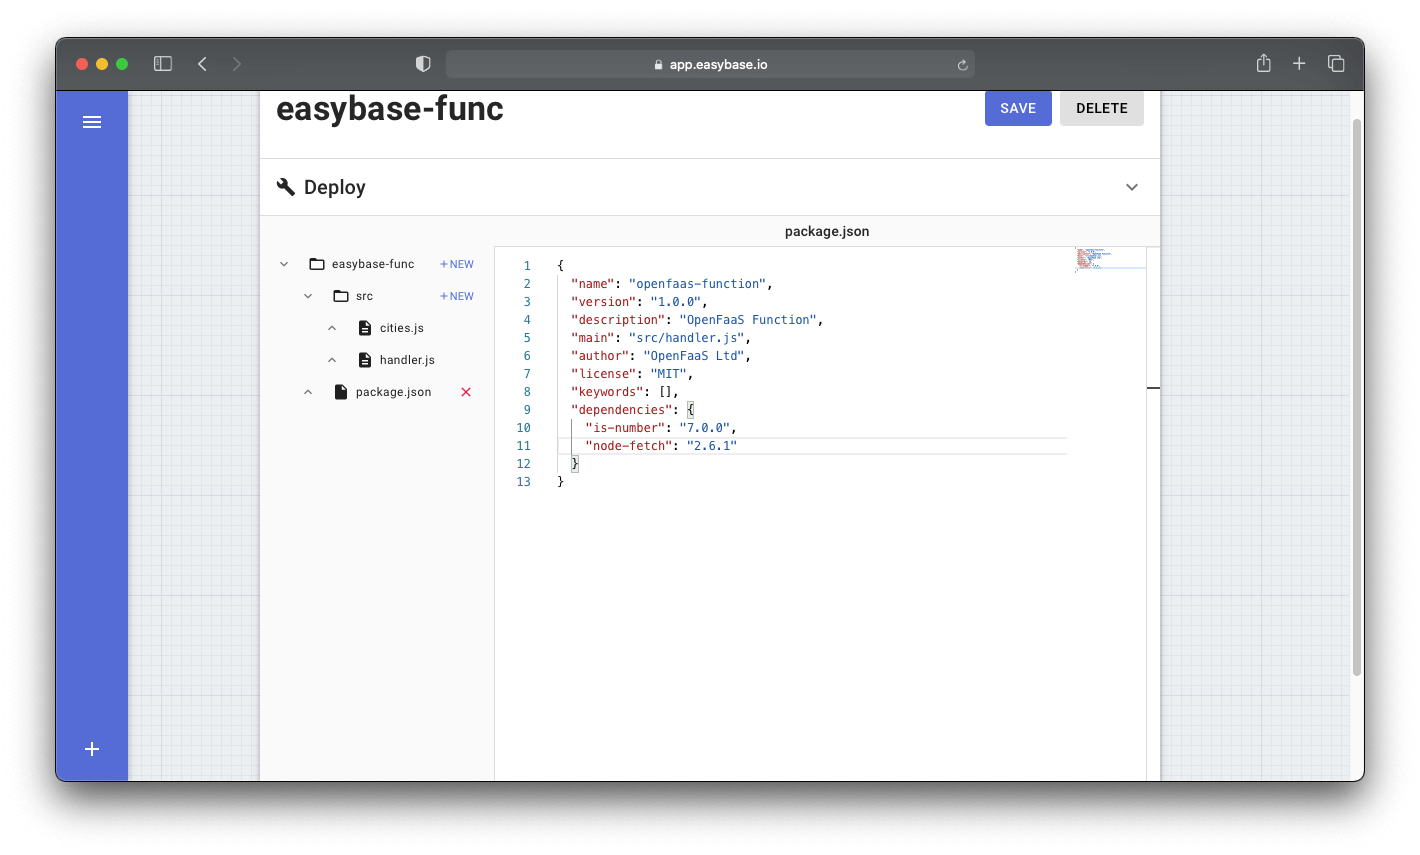 app.easybase.io
easybase-func
SAVE
DELETE
Deploy
package.json
easybase-func
+ NEW
src
+ NEW
cities.js
handler.js
package.json
1 {
2 "name": "openfaas-function",
3 "version": "1.0.0",
4 "description": "OpenFaaS Function",
5 "main": "src/handler.js",
6 "author": "OpenFaaS Ltd",
7 "license": "MIT",
8 "keywords": [],
9 "dependencies": {
10 "is-number": "7.0.0",
11 "node-fetch": "2.6.1"
12 }
13 }